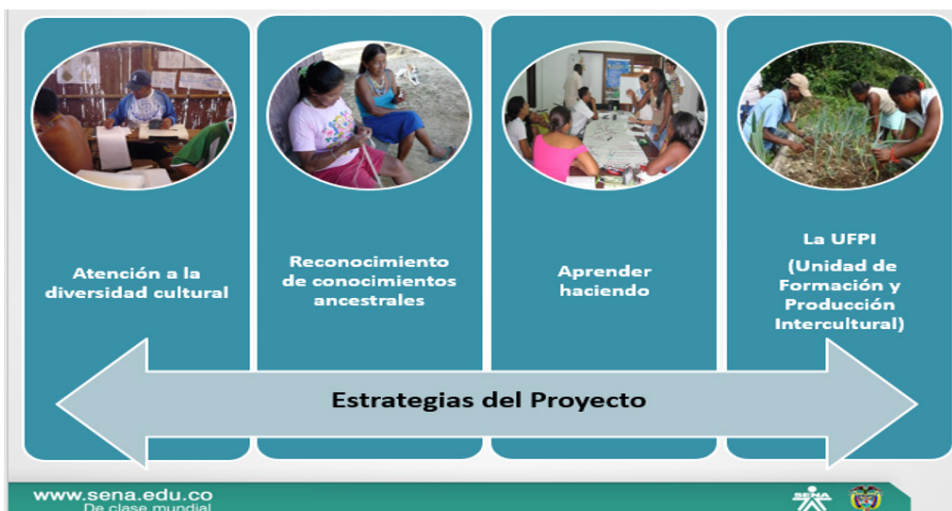 Atención a la
diversidad cultural
Reconocimiento
de conocimientos
ancestrales
Aprender
haciendo
La UFPI
(Unidad de
Formación y
Producción
Intercultural)
Estrategias del Proyecto
www.sena.edu.co
De clase mundial
SENA